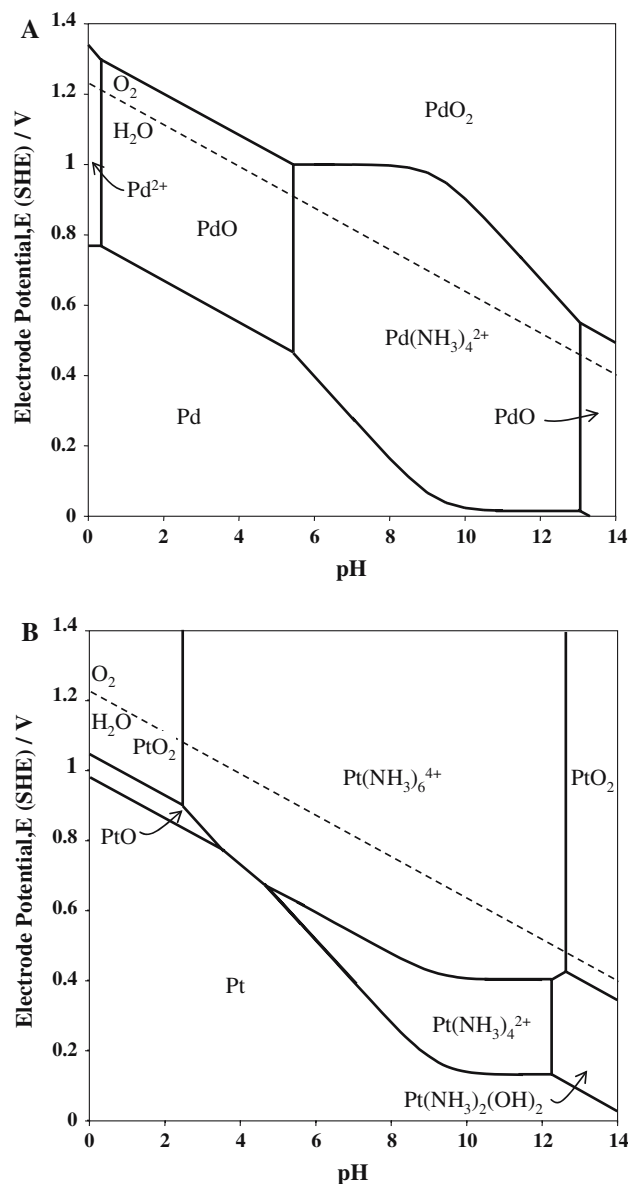 A
Electrode Potential,E (SHE) / V
1.4
1.2
1
0.8
0.6
0.4
0.2
0
O₂
H₂O
PdO₂
Pd²⁺
PdO
Pd(NH₃)₄²⁺
Pd
PdO
0 2 4 6 8 10 12 14
pH
B
Electrode Potential,E (SHE) / V
1.4
1.2
1
0.8
0.6
0.4
0.2
0
O₂
H₂O
PtO₂
Pt(NH₃)₆⁴⁺
PtO₂
PtO
Pt
Pt(NH₃)₄²⁺
Pt(NH₃)₂(OH)₂
0 2 4 6 8 10 12 14
pH